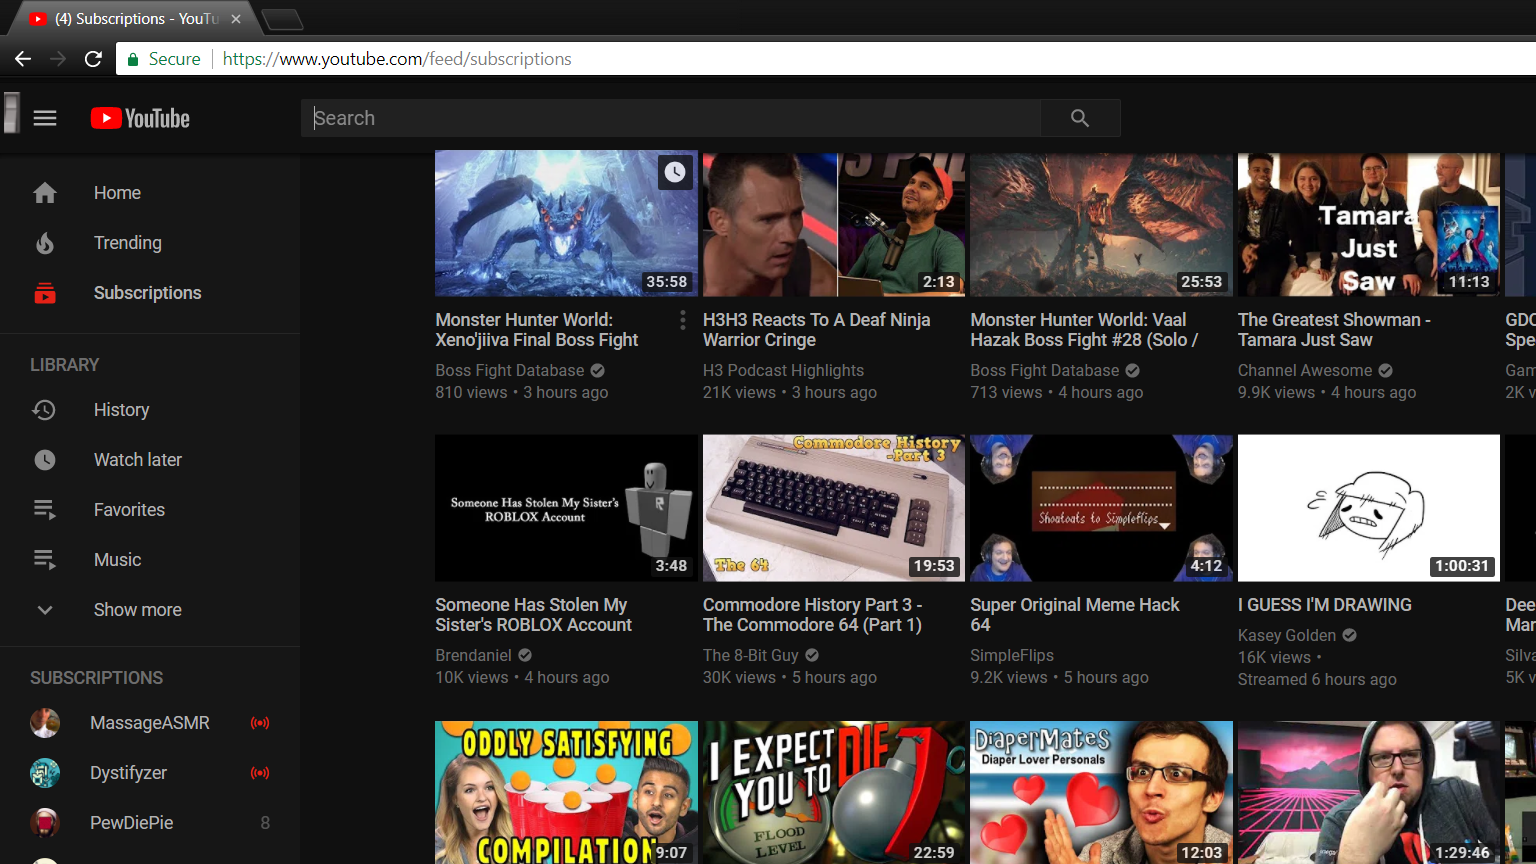 (4) Subscriptions - YouTu
Secure https://www.youtube.com/feed/subscriptions
YouTube
Search
Home
Trending
Subscriptions
LIBRARY
History
Watch later
Favorites
Music
Show more
SUBSCRIPTIONS
MassageASMR
Dystifyzer
PewDiePie 8
35:58
2:13
25:53
Tamara
Just
Saw
11:13
Monster Hunter World:
Xeno'jiiva Final Boss Fight
Boss Fight Database
810 views • 3 hours ago
H3H3 Reacts To A Deaf Ninja
Warrior Cringe
H3 Podcast Highlights
21K views • 3 hours ago
Monster Hunter World: Vaal
Hazak Boss Fight #28 (Solo /
Boss Fight Database
713 views • 4 hours ago
The Greatest Showman -
Tamara Just Saw
Channel Awesome
9.9K views • 4 hours ago
GDC
Spe
Gam
2K v
Someone Has Stolen My Sister's
ROBLOX Account
3:48
Commodore History
-Part 3
The 64
19:53
Shoutouts to Simpleflips
4:12
1:00:31
Someone Has Stolen My
Sister's ROBLOX Account
Brendaniel
10K views • 4 hours ago
Commodore History Part 3 -
The Commodore 64 (Part 1)
The 8-Bit Guy
30K views • 5 hours ago
Super Original Meme Hack
64
SimpleFlips
9.2K views • 5 hours ago
I GUESS I'M DRAWING
Kasey Golden
16K views •
Streamed 6 hours ago
Dee
Mar
Silva
5K v
ODDLY SATISFYING
COMPILATION
9:07
I EXPECT
YOU TO DIE
FLOOD
LEVEL
22:59
DiaperMates
Diaper Lover Personals
12:03
1:29:46